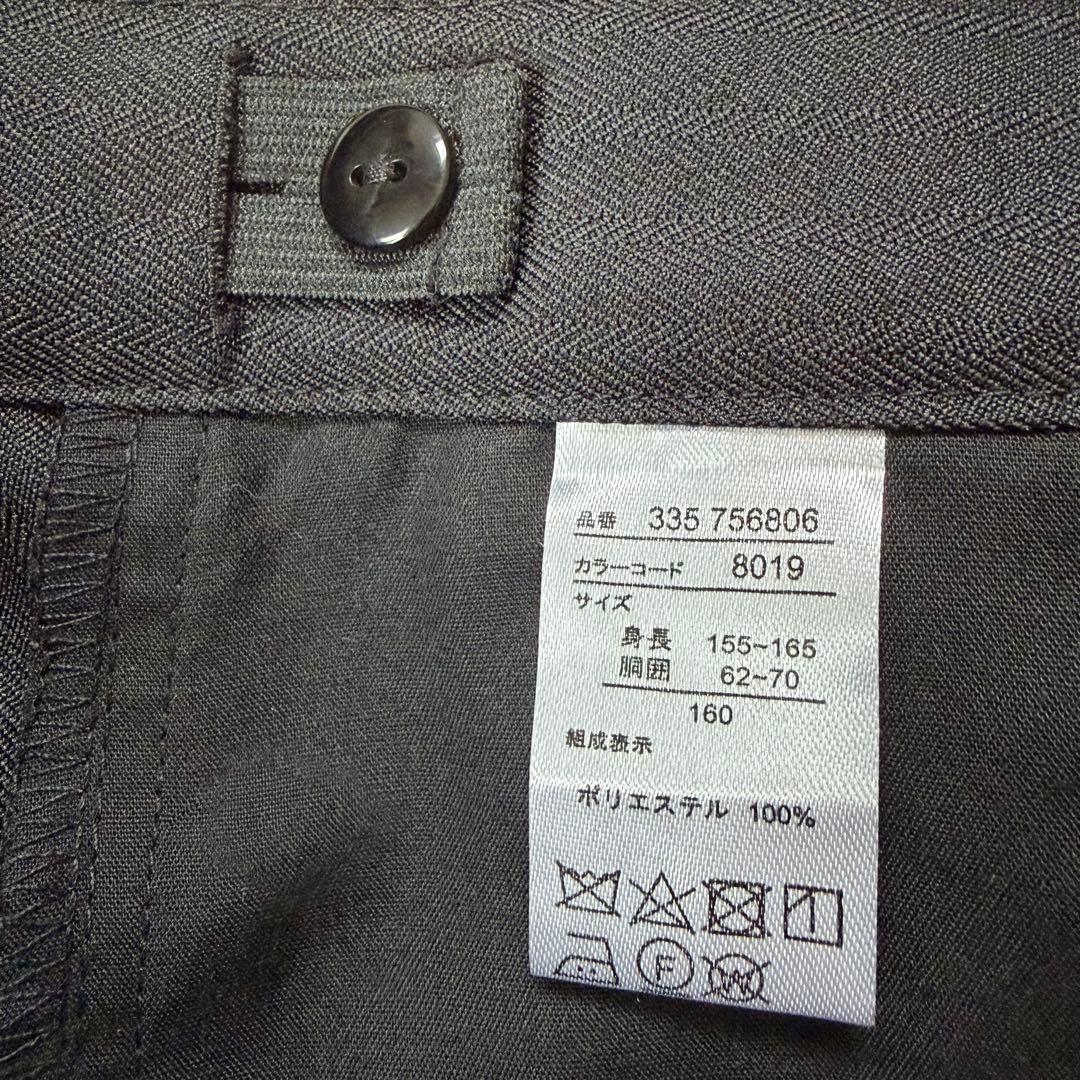 品番 335 756806
カラーコード 8019
サイズ
身長 155~165
胴囲 62~70
160
組成表示
ポリエステル 100%
F
W